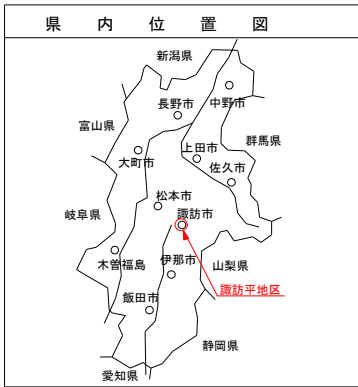 県内位置図
新潟県
長野市
中野市
富山県
群馬県
上田市
大町市
佐久市
松本市
岐阜県
諏訪市
木曽福島
伊那市
山梨県
諏訪平地区
飯田市
静岡県
愛知県